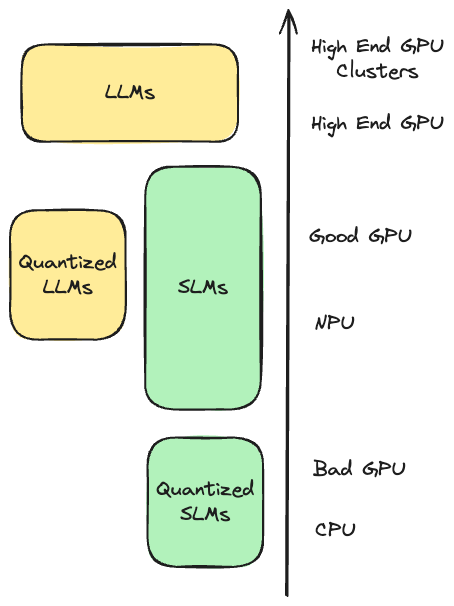 High End GPU
Clusters
LLMs
High End GPU
Good GPU
Quantized
LLMs
SLMs
NPU
Bad GPU
Quantized
SLMs
CPU